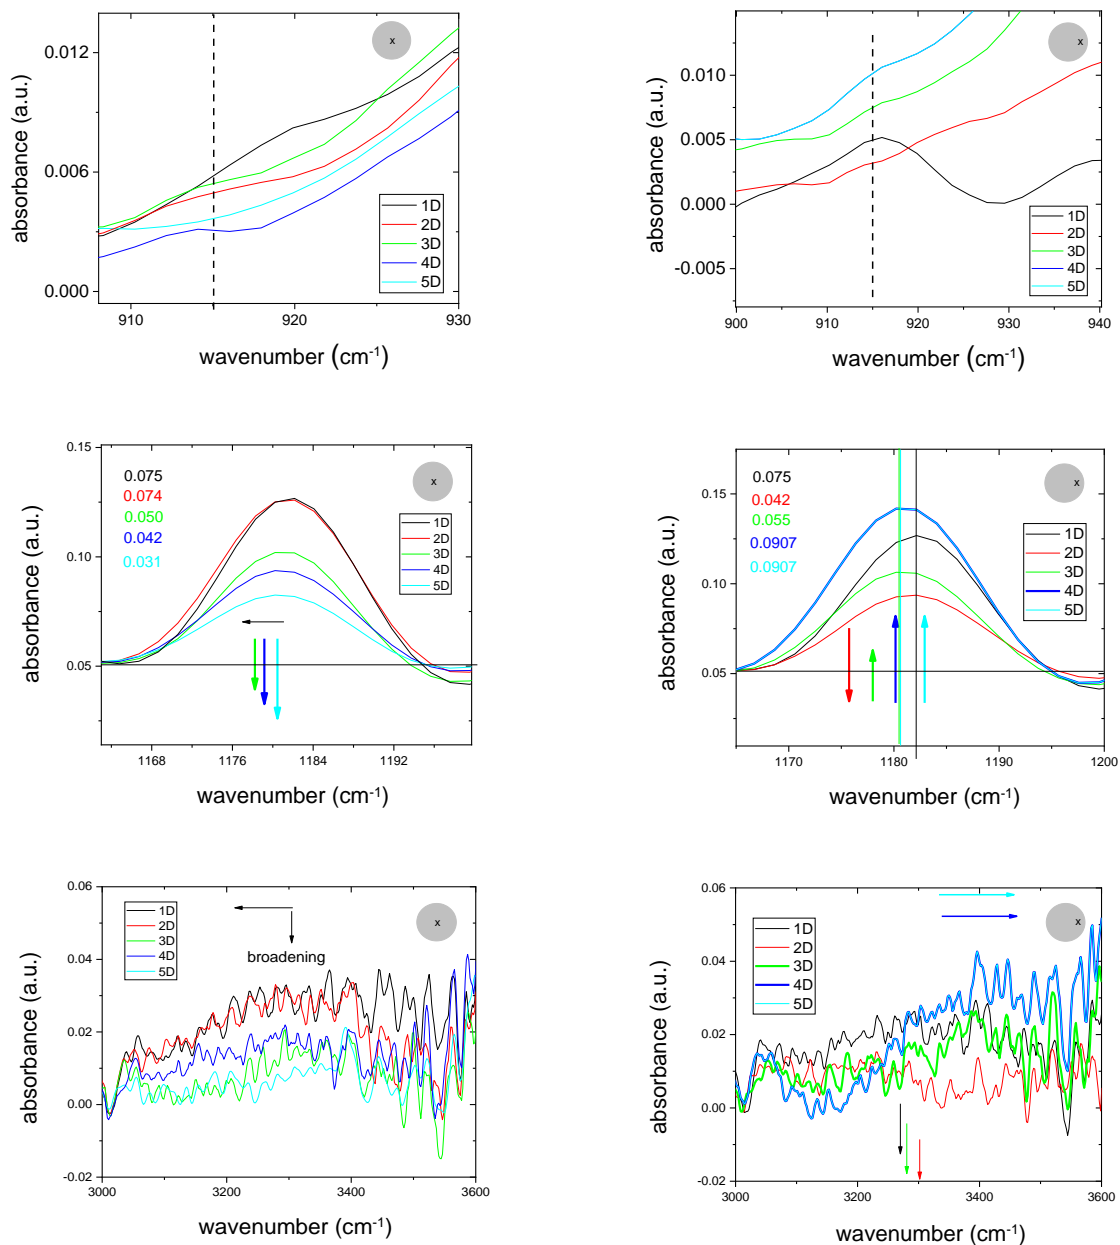 x
0.012
0.006
0.000
absorbance (a.u.)
1D
2D
3D
4D
5D
910
920
930
wavenumber (cm⁻¹)
x
0.010
0.005
0.000
-0.005
absorbance (a.u.)
1D
2D
3D
4D
5D
900
910
920
930
940
wavenumber (cm⁻¹)
0.15
0.10
0.05
absorbance (a.u.)
0.075
0.074
0.050
0.042
0.031
x
1D
2D
3D
4D
5D
1168
1176
1184
1192
wavenumber (cm⁻¹)
0.15
0.10
0.05
absorbance (a.u.)
0.075
0.042
0.055
0.0907
0.0907
x
1D
2D
3D
4D
5D
1170
1180
1190
1200
wavenumber (cm⁻¹)
0.06
0.04
0.02
0.00
-0.02
absorbance (a.u.)
1D
2D
3D
4D
5D
broadening
x
3000
3200
3400
3600
wavenumber (cm⁻¹)
0.06
0.04
0.02
0.00
-0.02
absorbance (a.u.)
1D
2D
3D
4D
5D
x
3000
3200
3400
3600
wavenumber (cm⁻¹)